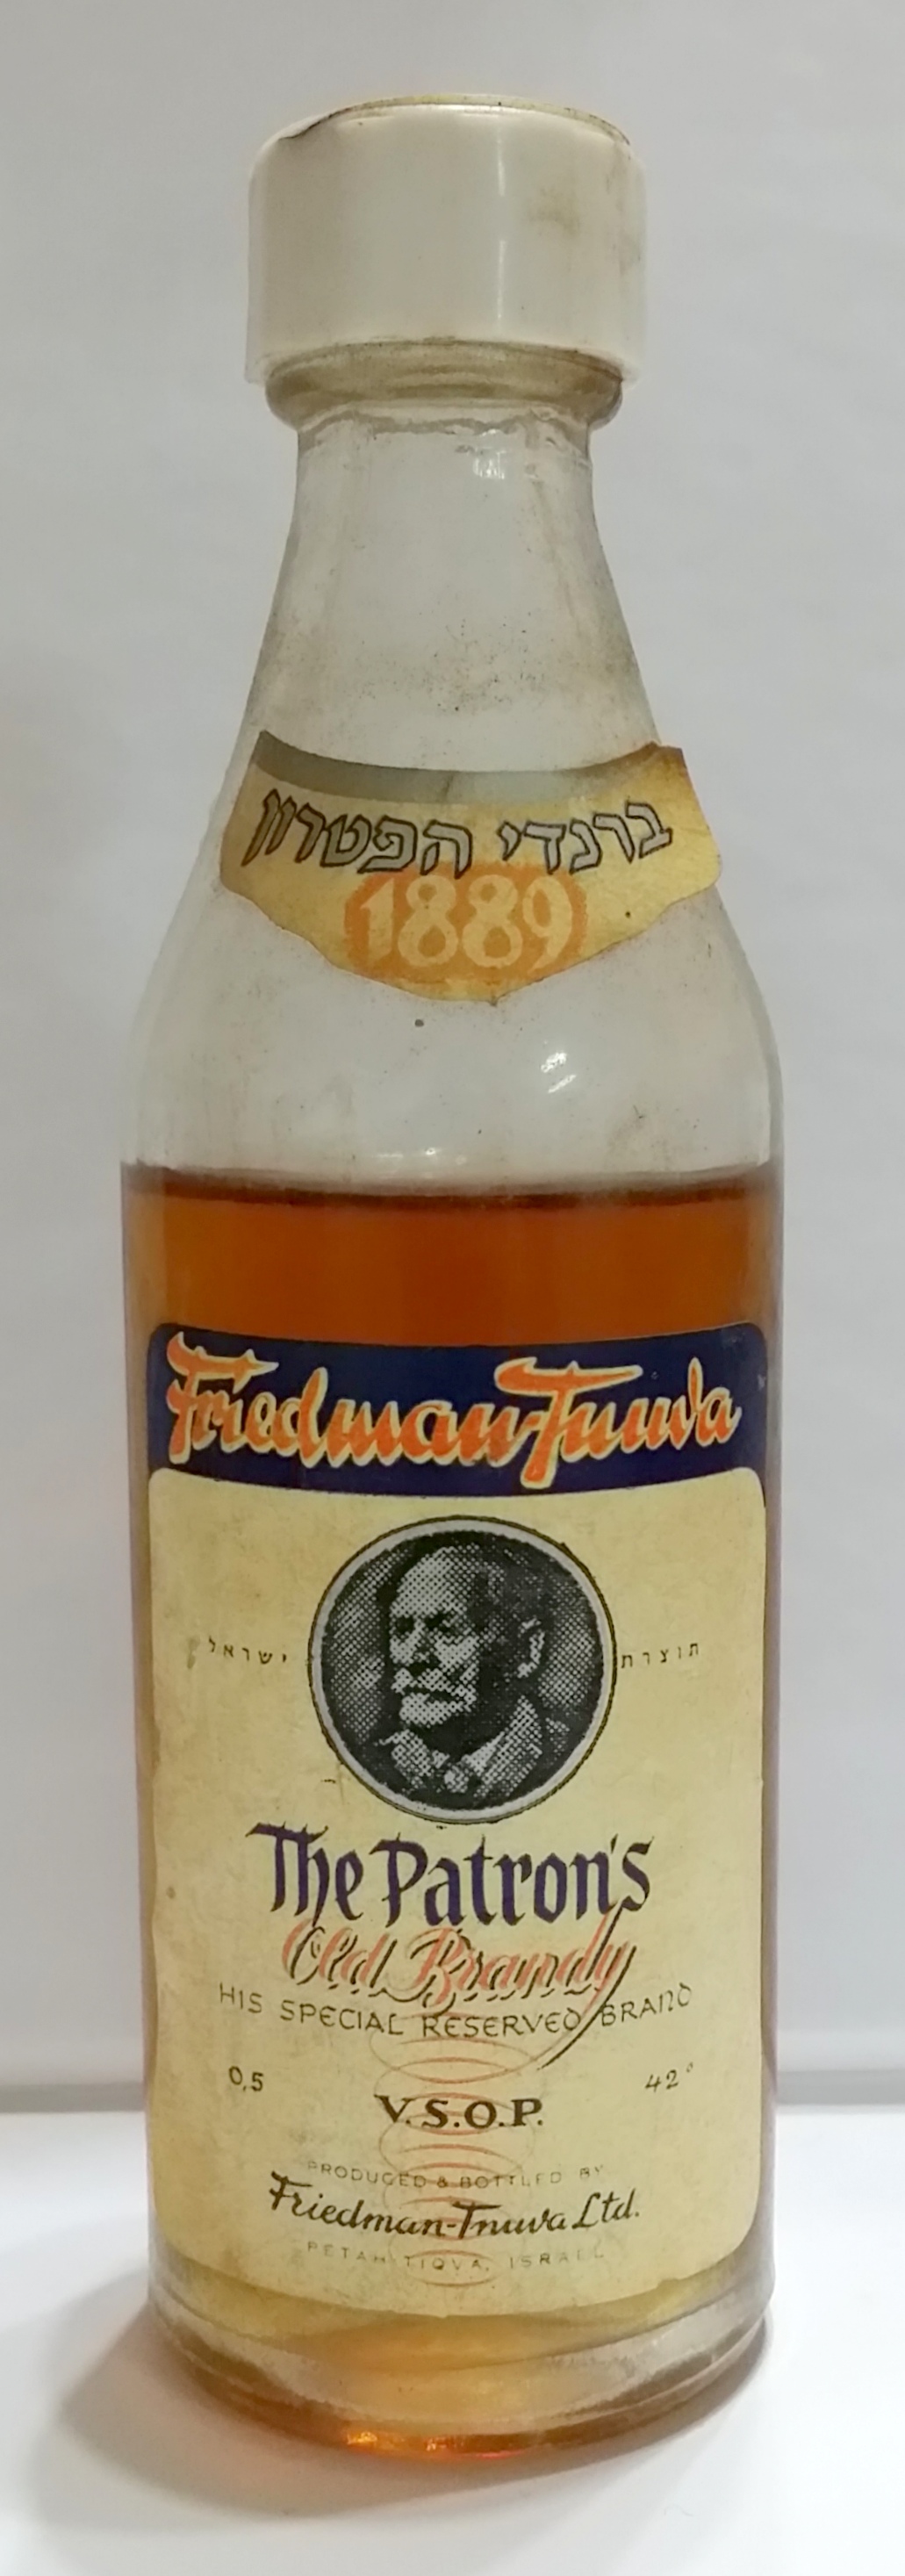 ברנדי הפטרון
1889
Friedman-Tnuva
תוצרת ישראל
The Patron's
Old Brandy
HIS SPECIAL RESERVED BRAND
0,5 42°
V.S.O.P.
PRODUCED & BOTTLED BY
Friedman-Tnuva Ltd.
PETAH-TIQVA, ISRAEL